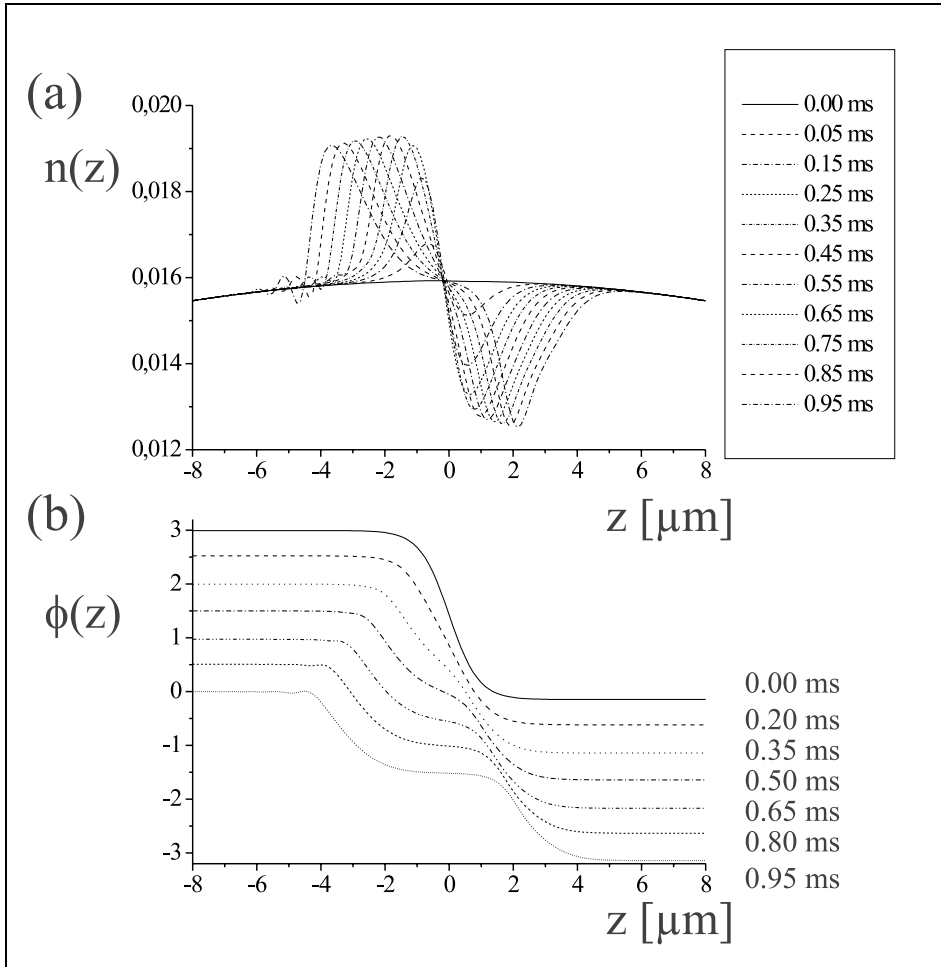 (a)
n(z)
0,020
0,018
0,016
0,014
0,012
-8 -6 -4 -2 0 2 4 6 8
z [μm]
0.00 ms
0.05 ms
0.15 ms
0.25 ms
0.35 ms
0.45 ms
0.55 ms
0.65 ms
0.75 ms
0.85 ms
0.95 ms
(b)
ϕ(z)
3
2
1
0
-1
-2
-3
-8 -6 -4 -2 0 2 4 6 8
z [μm]
0.00 ms
0.20 ms
0.35 ms
0.50 ms
0.65 ms
0.80 ms
0.95 ms